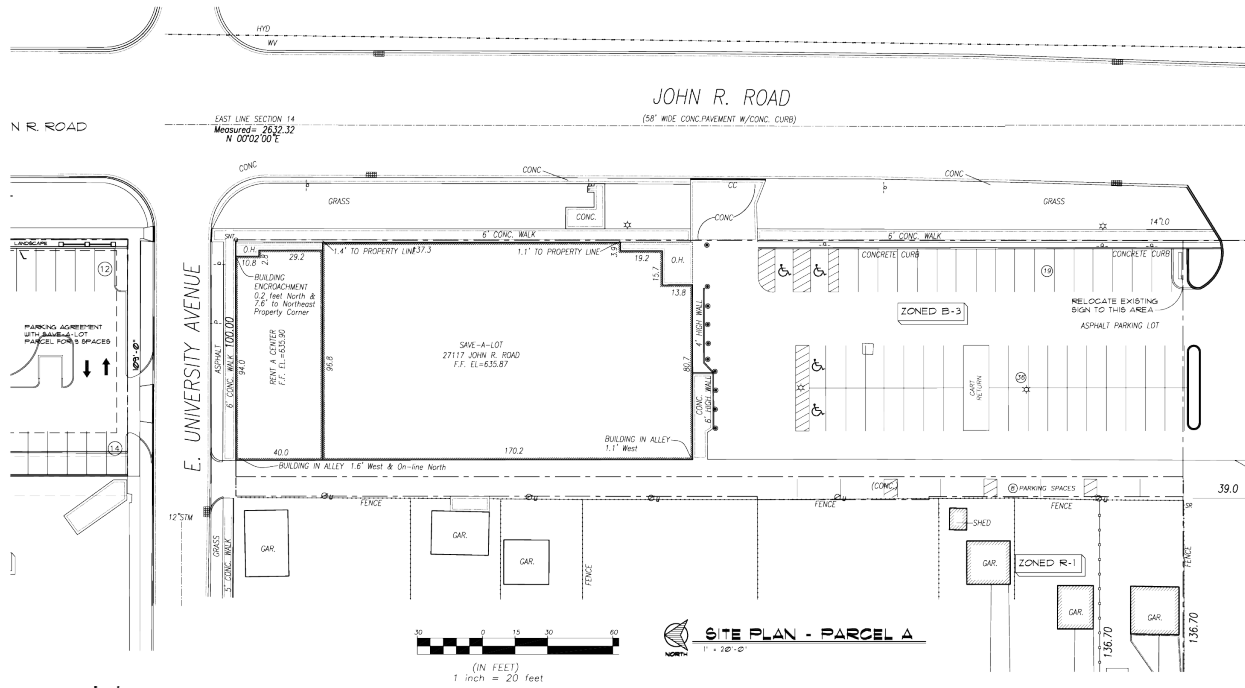 HYD
WV
JOHN R. ROAD
(58' WIDE CONC.PAVEMENT W/CONC. CURB)
N R. ROAD
EAST LINE SECTION 14
Measured= 2632.32
N 00°02'00"E
CONC
CONC
CONC
CC
GRASS
CONC.
CONC
GRASS
14"LO
LANDSCAPE
SNT
6' CONC. WALK
6' CONC. WALK
O.H.
10.8
2.8
29.2
1.4' TO PROPERTY LINE
137.3
1.1' TO PROPERTY LINE
3.9
19.2
O.H.
15.7
13.8
CONCRETE CURB
CONCRETE CURB
12
19
BUILDING
ENCROACHMENT
0.2 feet North &
7.6' to Northeast
Property Corner
ZONED B-3
RELOCATE EXISTING
SIGN TO THIS AREA
ASPHALT PARKING LOT
PARKING AGREEMENT
WITH SAVE-A-LOT
PARCEL FOR 8 SPACES
109'-0"
E. UNIVERSITY AVENUE
ASPHALT
6' CONC. WALK
100.00
94.0
RENT A CENTER
F.F. EL=635.90
96.8
SAVE-A-LOT
27117 JOHN R. ROAD
F.F. EL=635.87
80.7
4' HIGH WALL
CONC.
6' HIGH WALL
CART
RETURN
38
14
40.0
170.2
BUILDING IN ALLEY
1.1' West
BUILDING IN ALLEY 1.6' West & On-line North
(CONC.)
8 PARKING SPACES
39.0
FENCE
FENCE
FENCE
SR
12"STM
GRASS
5' CONC. WALK
GAR.
GAR.
GAR.
FENCE
SHED
GAR.
ZONED R-1
GAR.
GAR.
FENCE
136.70
136.70
30 0 15 30 60
(IN FEET)
1 inch = 20 feet
NORTH
SITE PLAN - PARCEL A
1" = 20'-0"